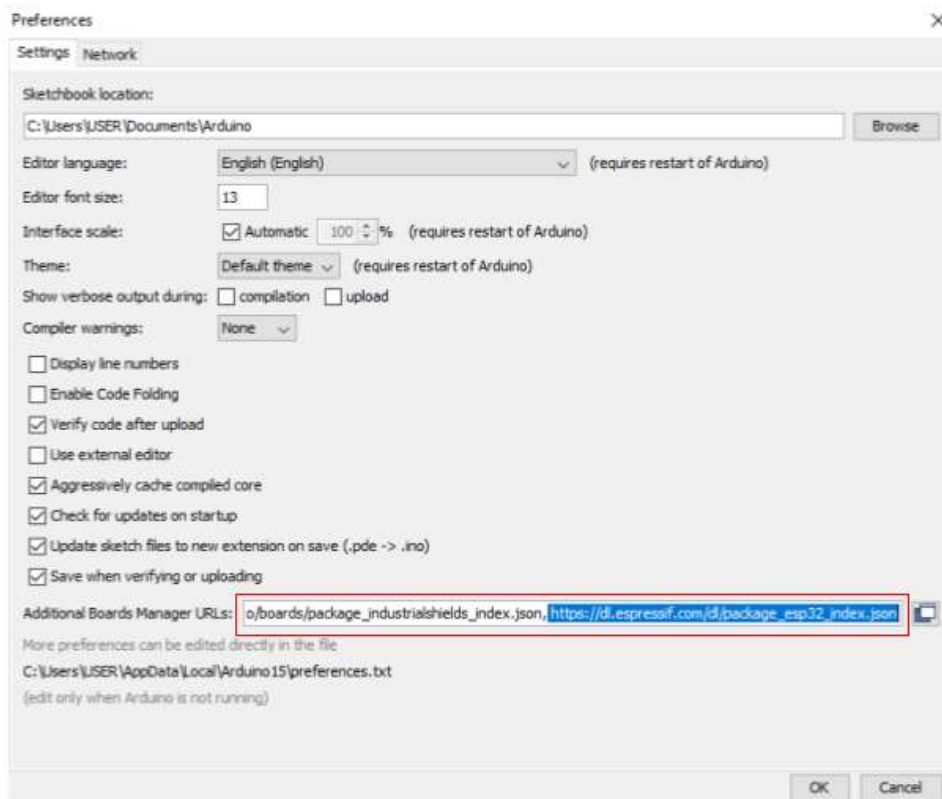 Preferences
Settings Network
Sketchbook location:
C:\Users\USER\Documents\Arduino Browse
Editor language: English (English) (requires restart of Arduino)
Editor font size: 13
Interface scale: Automatic 100 % (requires restart of Arduino)
Theme: Default theme (requires restart of Arduino)
Show verbose output during: compilation upload
Compiler warnings: None
Display line numbers
Enable Code Folding
Verify code after upload
Use external editor
Aggressively cache compiled core
Check for updates on startup
Update sketch files to new extension on save (.pde -> .ino)
Save when verifying or uploading
Additional Boards Manager URLs: o/boards/package_industrialshields_index.json, https://dl.espressif.com/dl/package_esp32_index.json
More preferences can be edited directly in the file
C:\Users\USER\AppData\Local\Arduino15\preferences.txt
(edit only when Arduino is not running)
OK Cancel